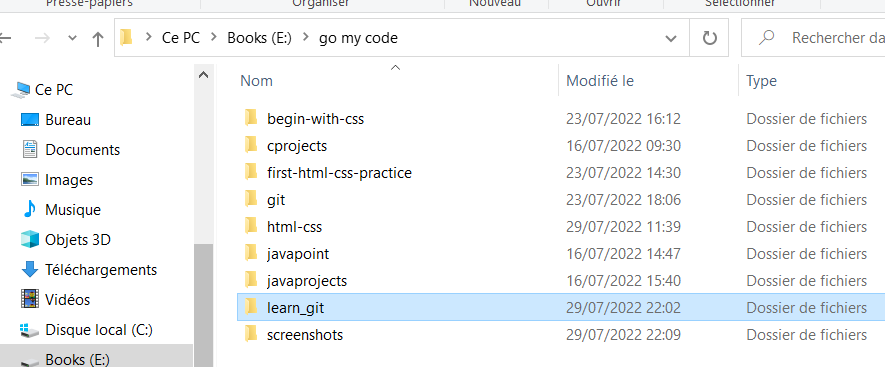 Presse-papiers Organiser Nouveau Ouvrir Sélectionner
Ce PC Books (E:) go my code Rechercher da
Nom Modifié le Type
Ce PC
Bureau
Documents
Images
Musique
Objets 3D
Téléchargements
Vidéos
Disque local (C:)
Books (E:)
begin-with-css 23/07/2022 16:12 Dossier de fichiers
cprojects 16/07/2022 09:30 Dossier de fichiers
first-html-css-practice 23/07/2022 14:30 Dossier de fichiers
git 23/07/2022 18:06 Dossier de fichiers
html-css 29/07/2022 11:39 Dossier de fichiers
javapoint 16/07/2022 14:47 Dossier de fichiers
javaprojects 16/07/2022 15:40 Dossier de fichiers
learn_git 29/07/2022 22:02 Dossier de fichiers
screenshots 29/07/2022 22:09 Dossier de fichiers